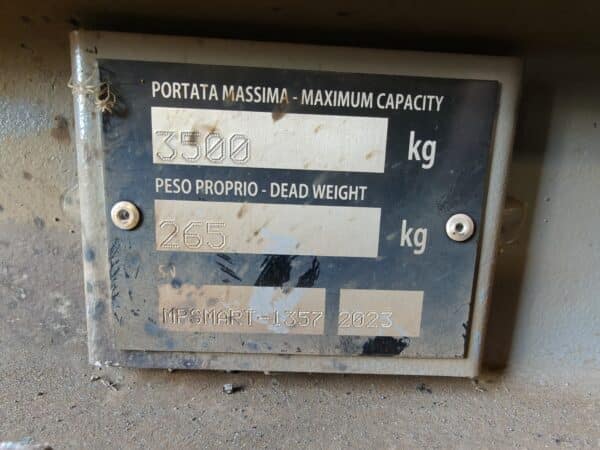 PORTATA MASSIMA - MAXIMUM CAPACITY
3500 kg
PESO PROPRIO - DEAD WEIGHT
265 kg
MPSMART-1357 2023